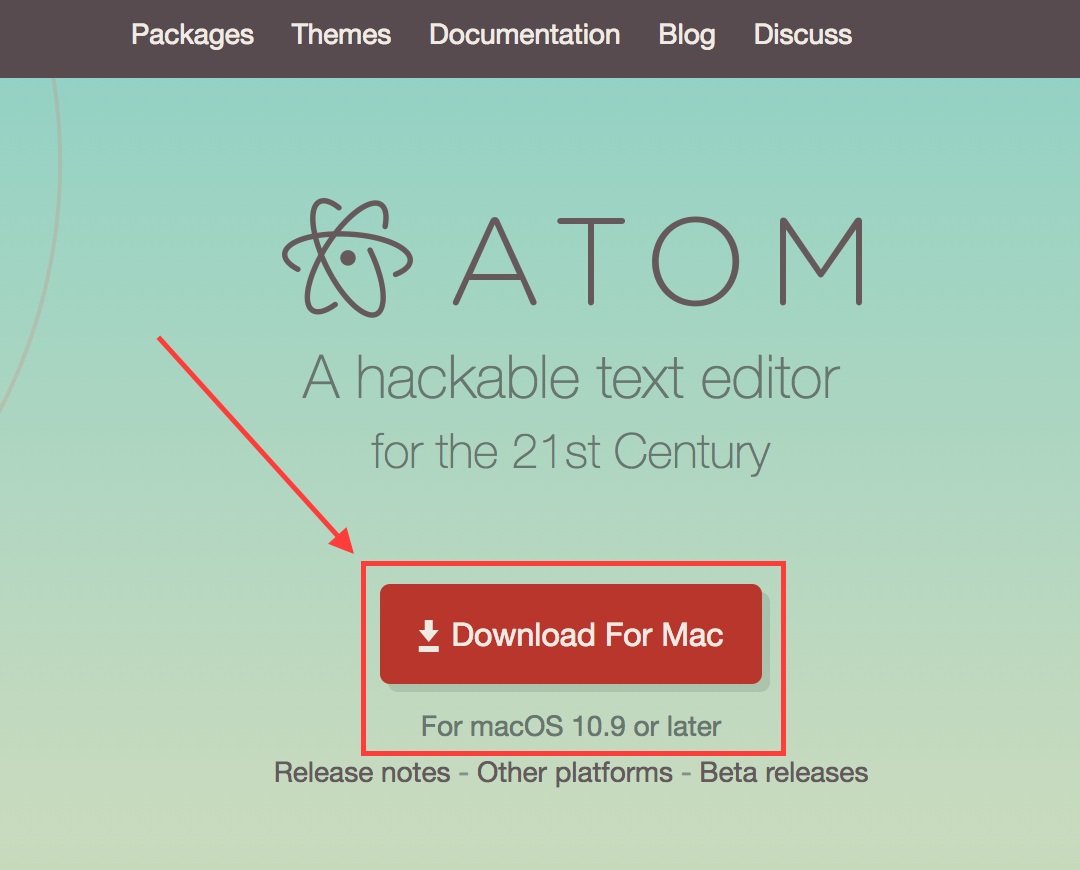 Packages Themes Documentation Blog Discuss
ATOM
A hackable text editor
for the 21st Century
Download For Mac
For macOS 10.9 or later
Release notes - Other platforms - Beta releases